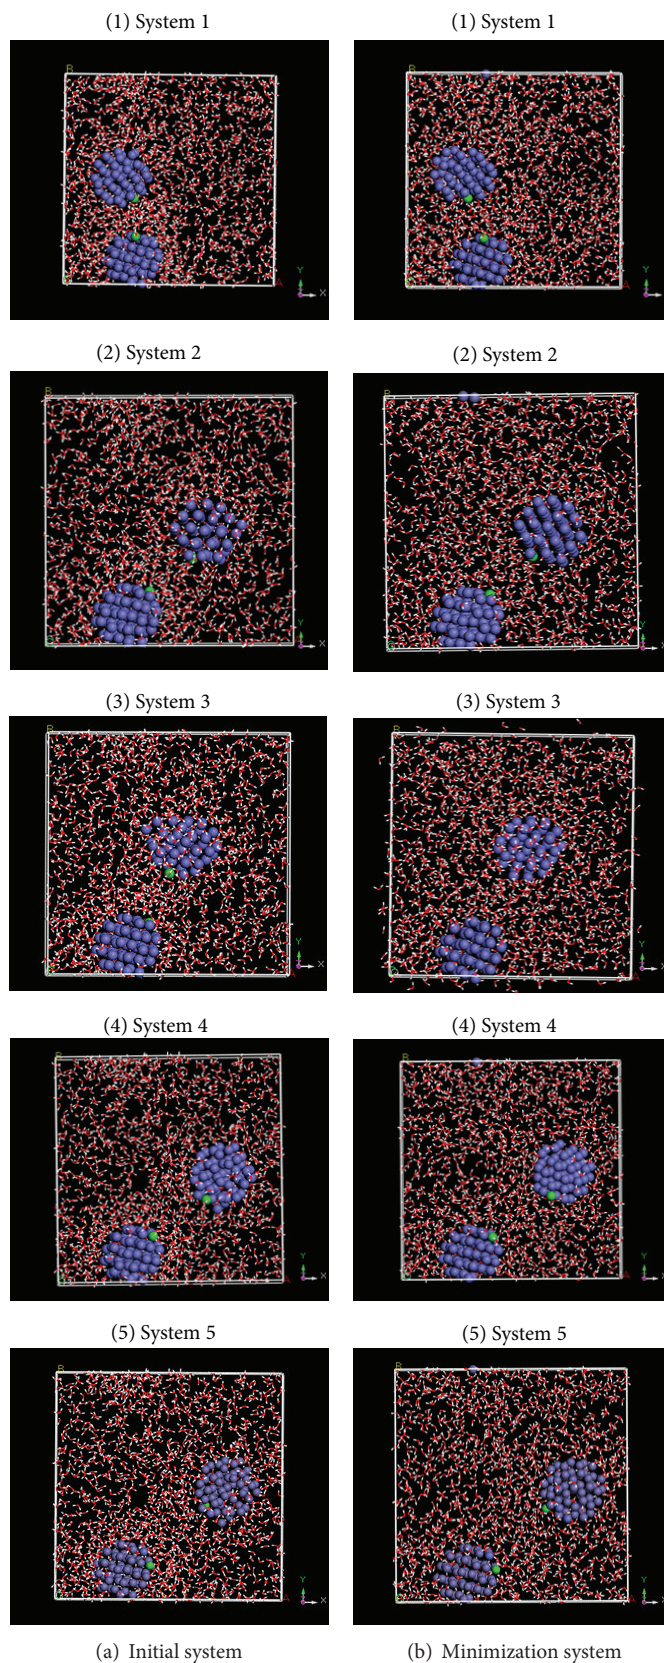 (1) System 1
(1) System 1
B
B
Y
X
A
Y
X
A
(2) System 2
(2) System 2
B
B
Y
X
Y
X
(3) System 3
(3) System 3
B
B
Y
X
A
Y
X
A
(4) System 4
(4) System 4
B
B
Y
X
A
Y
X
A
(5) System 5
(5) System 5
B
B
Y
X
A
Y
X
A
(a) Initial system
(b) Minimization system